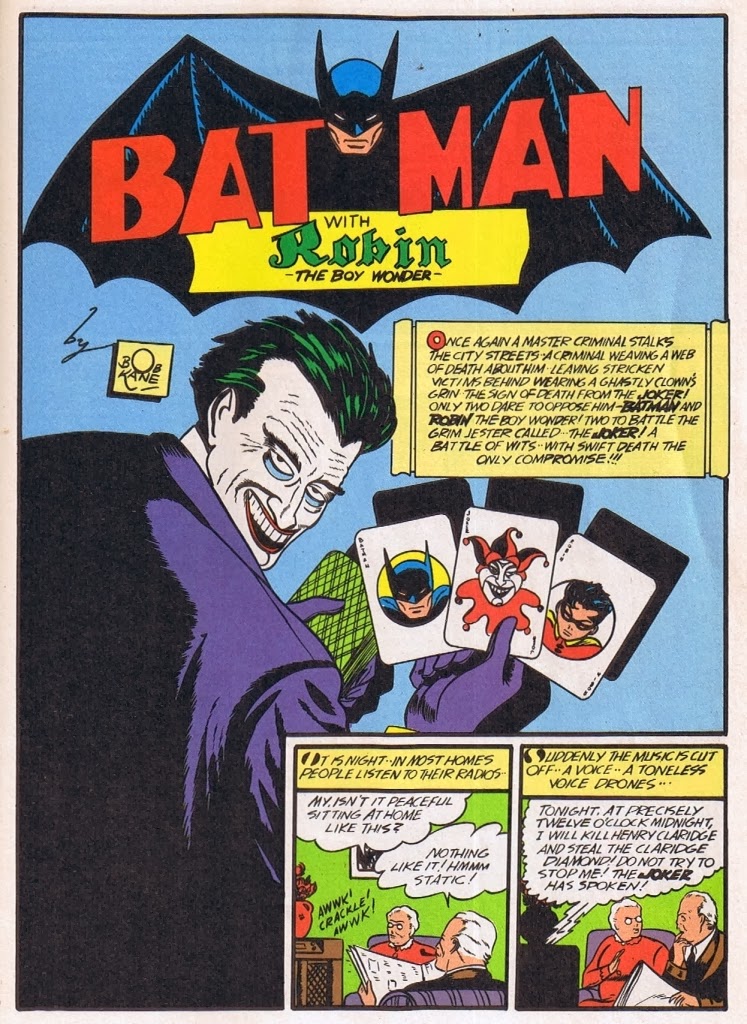 BATMAN
WITH
Robin
-THE BOY WONDER-
by
BOB
KANE
ONCE AGAIN A MASTER CRIMINAL STALKS
THE CITY STREETS--A CRIMINAL WEAVING A WEB
OF DEATH ABOUT HIM--LEAVING STRICKEN
VICTIMS BEHIND WEARING A GHASTLY CLOWN'S
GRIN--THE SIGN OF DEATH FROM THE JOKER!
ONLY TWO DARE TO OPPOSE HIM--BATMAN AND
ROBIN THE BOY WONDER! TWO TO BATTLE THE
GRIM JESTER CALLED--THE JOKER! A
BATTLE OF WITS--WITH SWIFT DEATH THE
ONLY COMPROMISE!!!
BATMAN
JOKER
ROBIN
IT IS NIGHT--IN MOST HOMES
PEOPLE LISTEN TO THEIR RADIOS--
MY, ISN'T IT PEACEFUL
SITTING AT HOME
LIKE THIS?
NOTHING
LIKE IT! HMMM
STATIC!
AWWK!
CRACKLE!
AWWK!
SUDDENLY THE MUSIC IS CUT
OFF--A VOICE--A TONELESS
VOICE DRONES---
TONIGHT, AT PRECISELY
TWELVE O'CLOCK MIDNIGHT,
I WILL KILL HENRY CLARIDGE
AND STEAL THE CLARIDGE
DIAMOND! DO NOT TRY TO
STOP ME! THE JOKER
HAS SPOKEN!